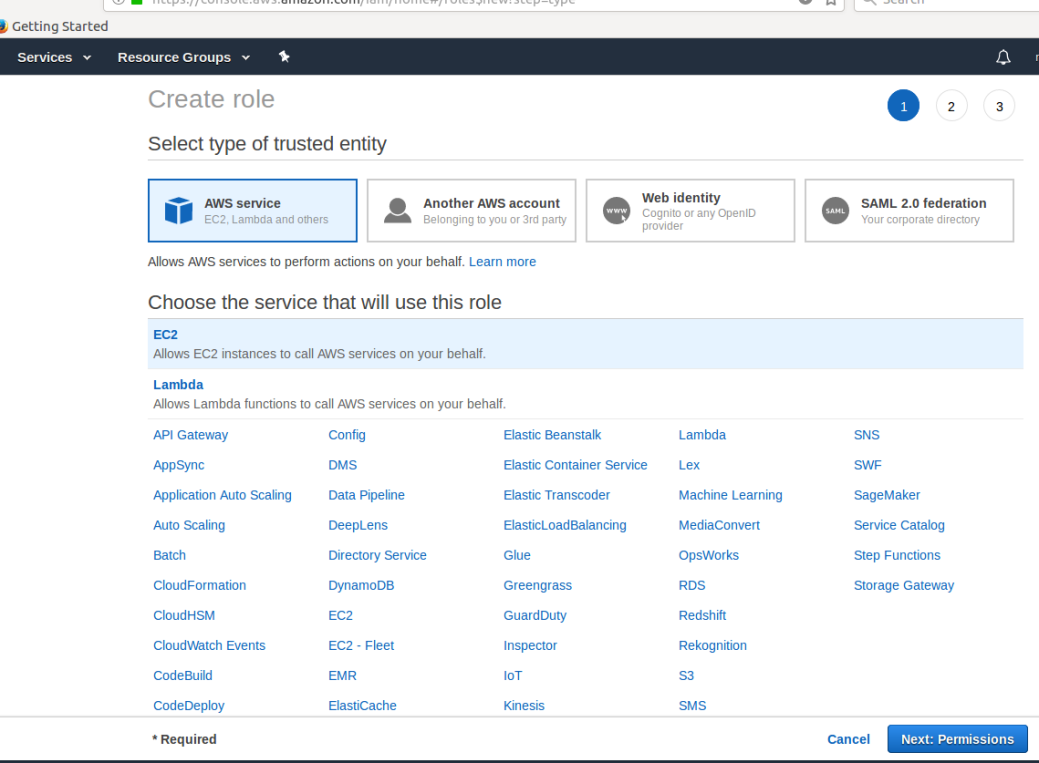 https://console.aws.amazon.com/iam/home#/roles$new?step=type
Search
Getting Started
Services Resource Groups
Create role
1 2 3
Select type of trusted entity
AWS service
EC2, Lambda and others
Another AWS account
Belonging to you or 3rd party
www
Web identity
Cognito or any OpenID
provider
SAML
SAML 2.0 federation
Your corporate directory
Allows AWS services to perform actions on your behalf. Learn more
Choose the service that will use this role
EC2
Allows EC2 instances to call AWS services on your behalf.
Lambda
Allows Lambda functions to call AWS services on your behalf.
API Gateway Config Elastic Beanstalk Lambda SNS
AppSync DMS Elastic Container Service Lex SWF
Application Auto Scaling Data Pipeline Elastic Transcoder Machine Learning SageMaker
Auto Scaling DeepLens ElasticLoadBalancing MediaConvert Service Catalog
Batch Directory Service Glue OpsWorks Step Functions
CloudFormation DynamoDB Greengrass RDS Storage Gateway
CloudHSM EC2 GuardDuty Redshift
CloudWatch Events EC2 - Fleet Inspector Rekognition
CodeBuild EMR IoT S3
CodeDeploy ElastiCache Kinesis SMS
* Required Cancel Next: Permissions